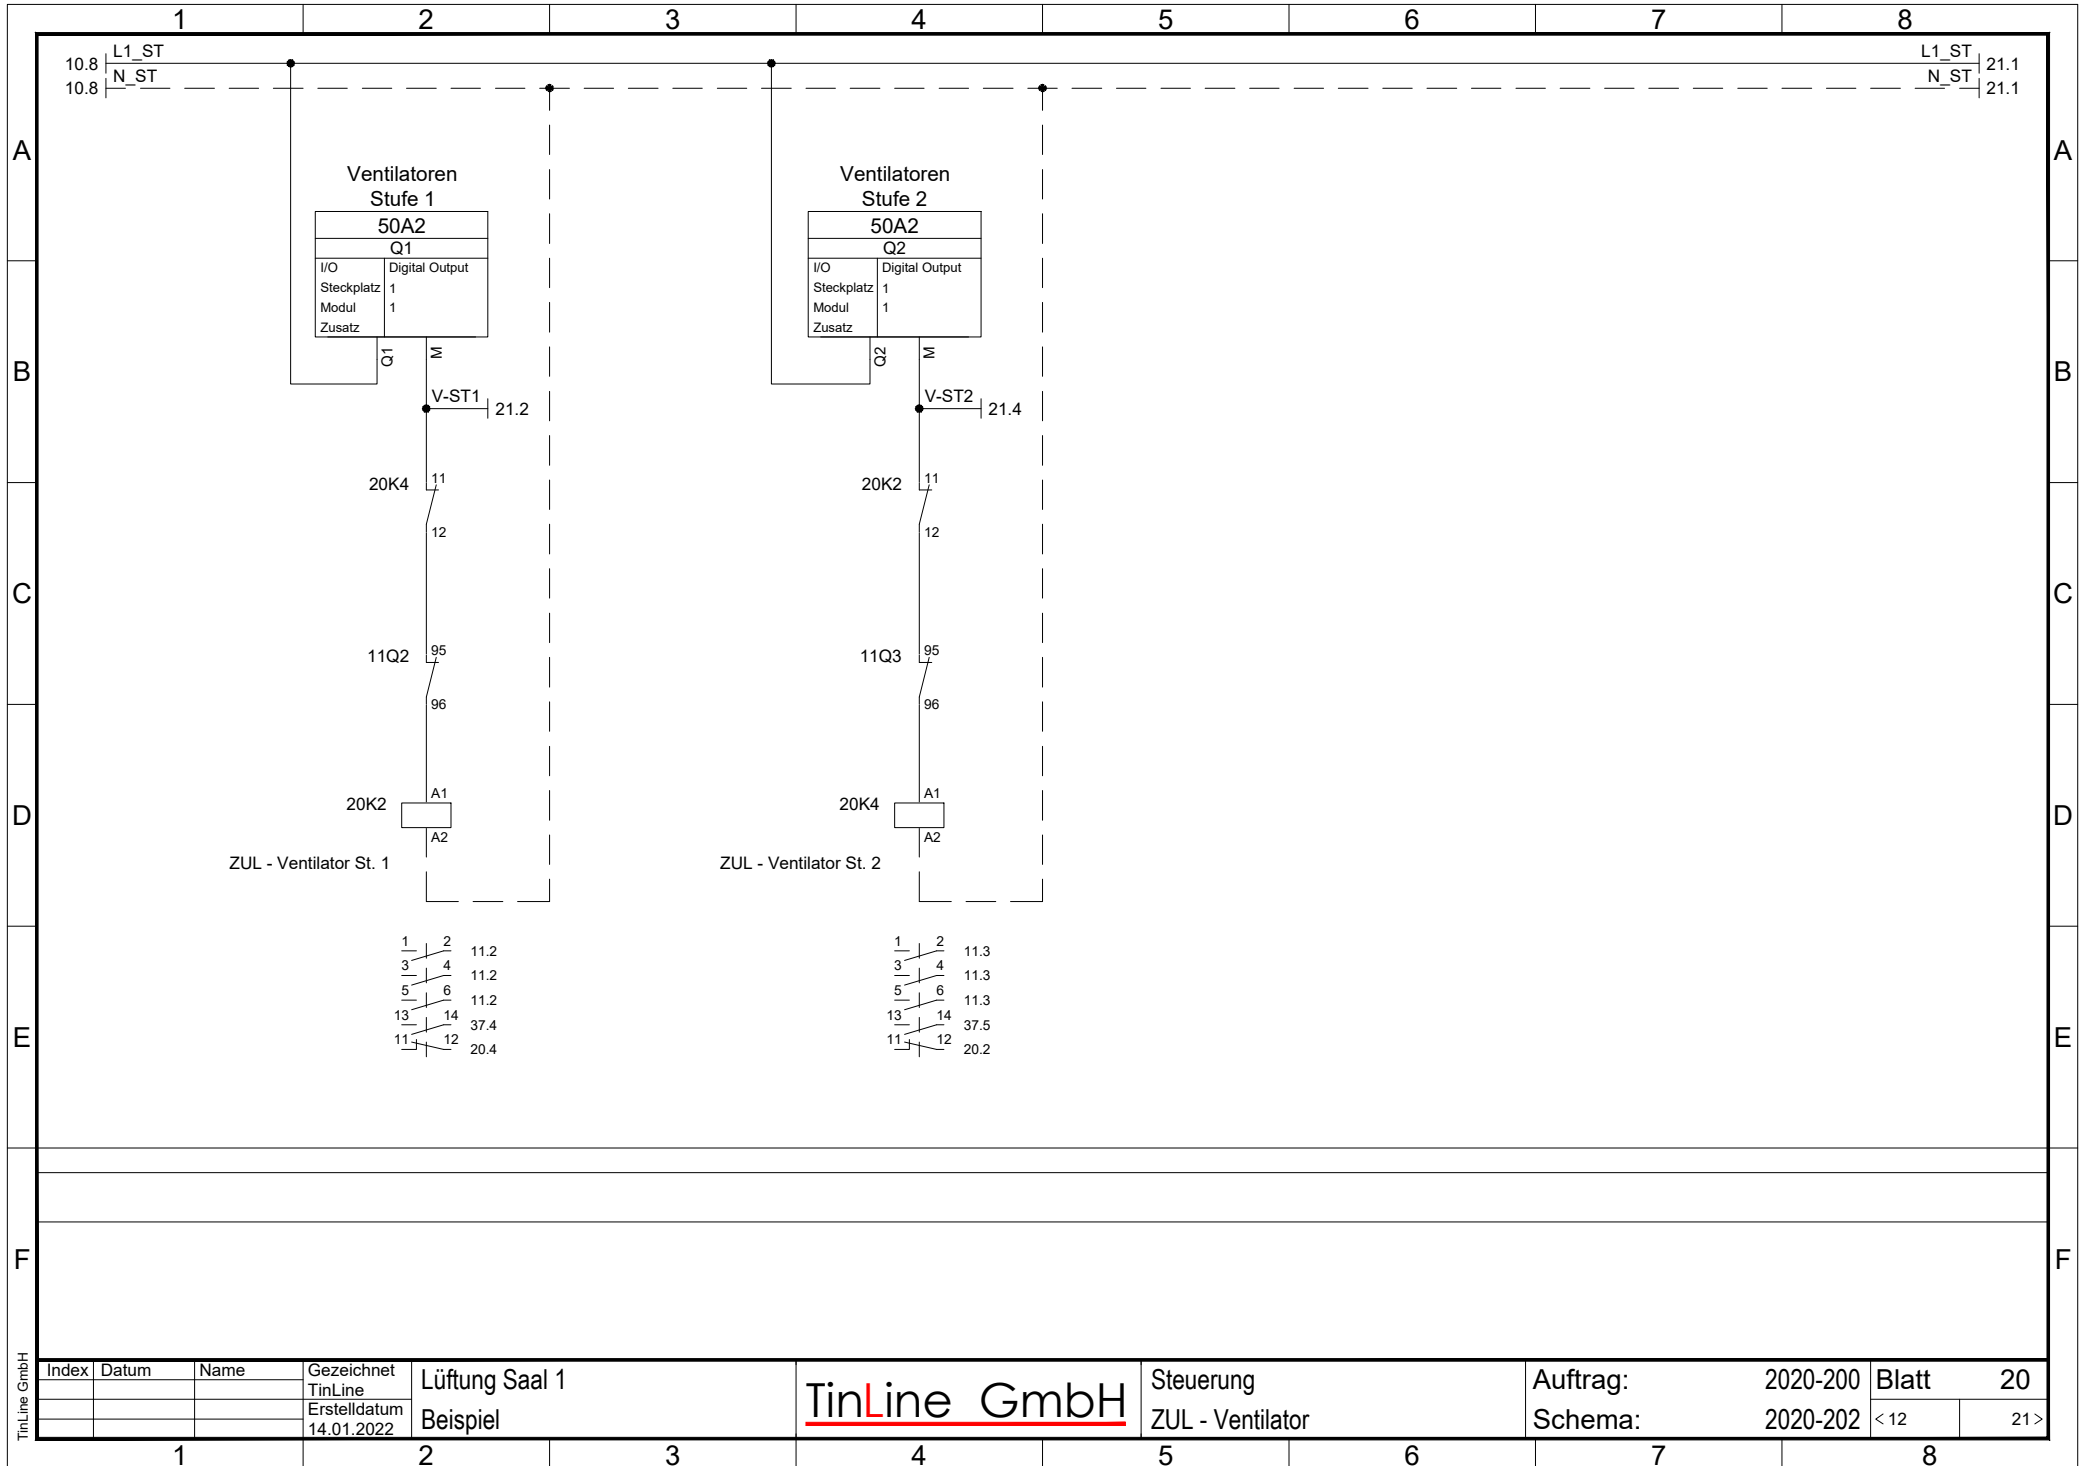 1 2 3 4 5 6 7 8
10.8 L1_ST L1_ST 21.1
10.8 N_ST N_ST 21.1
A A
Ventilatoren Ventilatoren
Stufe 1 Stufe 2
50A2 50A2
Q1 Q2
I/O Digital Output I/O Digital Output
Steckplatz 1 Steckplatz 1
Modul 1 Modul 1
Zusatz Zusatz
Q1 M Q2 M
B B
V-ST1 21.2 V-ST2 21.4
20K4 11 20K2 11
12 12
C C
11Q2 95 11Q3 95
96 96
20K2 A1 20K4 A1
D D
A2 A2
ZUL - Ventilator St. 1 ZUL - Ventilator St. 2
1 2 11.2 1 2 11.3
3 4 11.2 3 4 11.3
5 6 11.2 5 6 11.3
13 14 37.4 13 14 37.5
11 12 20.4 11 12 20.2
E E
F F
TinLine GmbH
Index Datum Name Gezeichnet
TinLine
Erstelldatum
14.01.2022
Lüftung Saal 1
Beispiel
TinLine GmbH
Steuerung
ZUL - Ventilator
Auftrag: 2020-200
Schema: 2020-202
Blatt 20
< 12 21 >
1 2 3 4 5 6 7 8